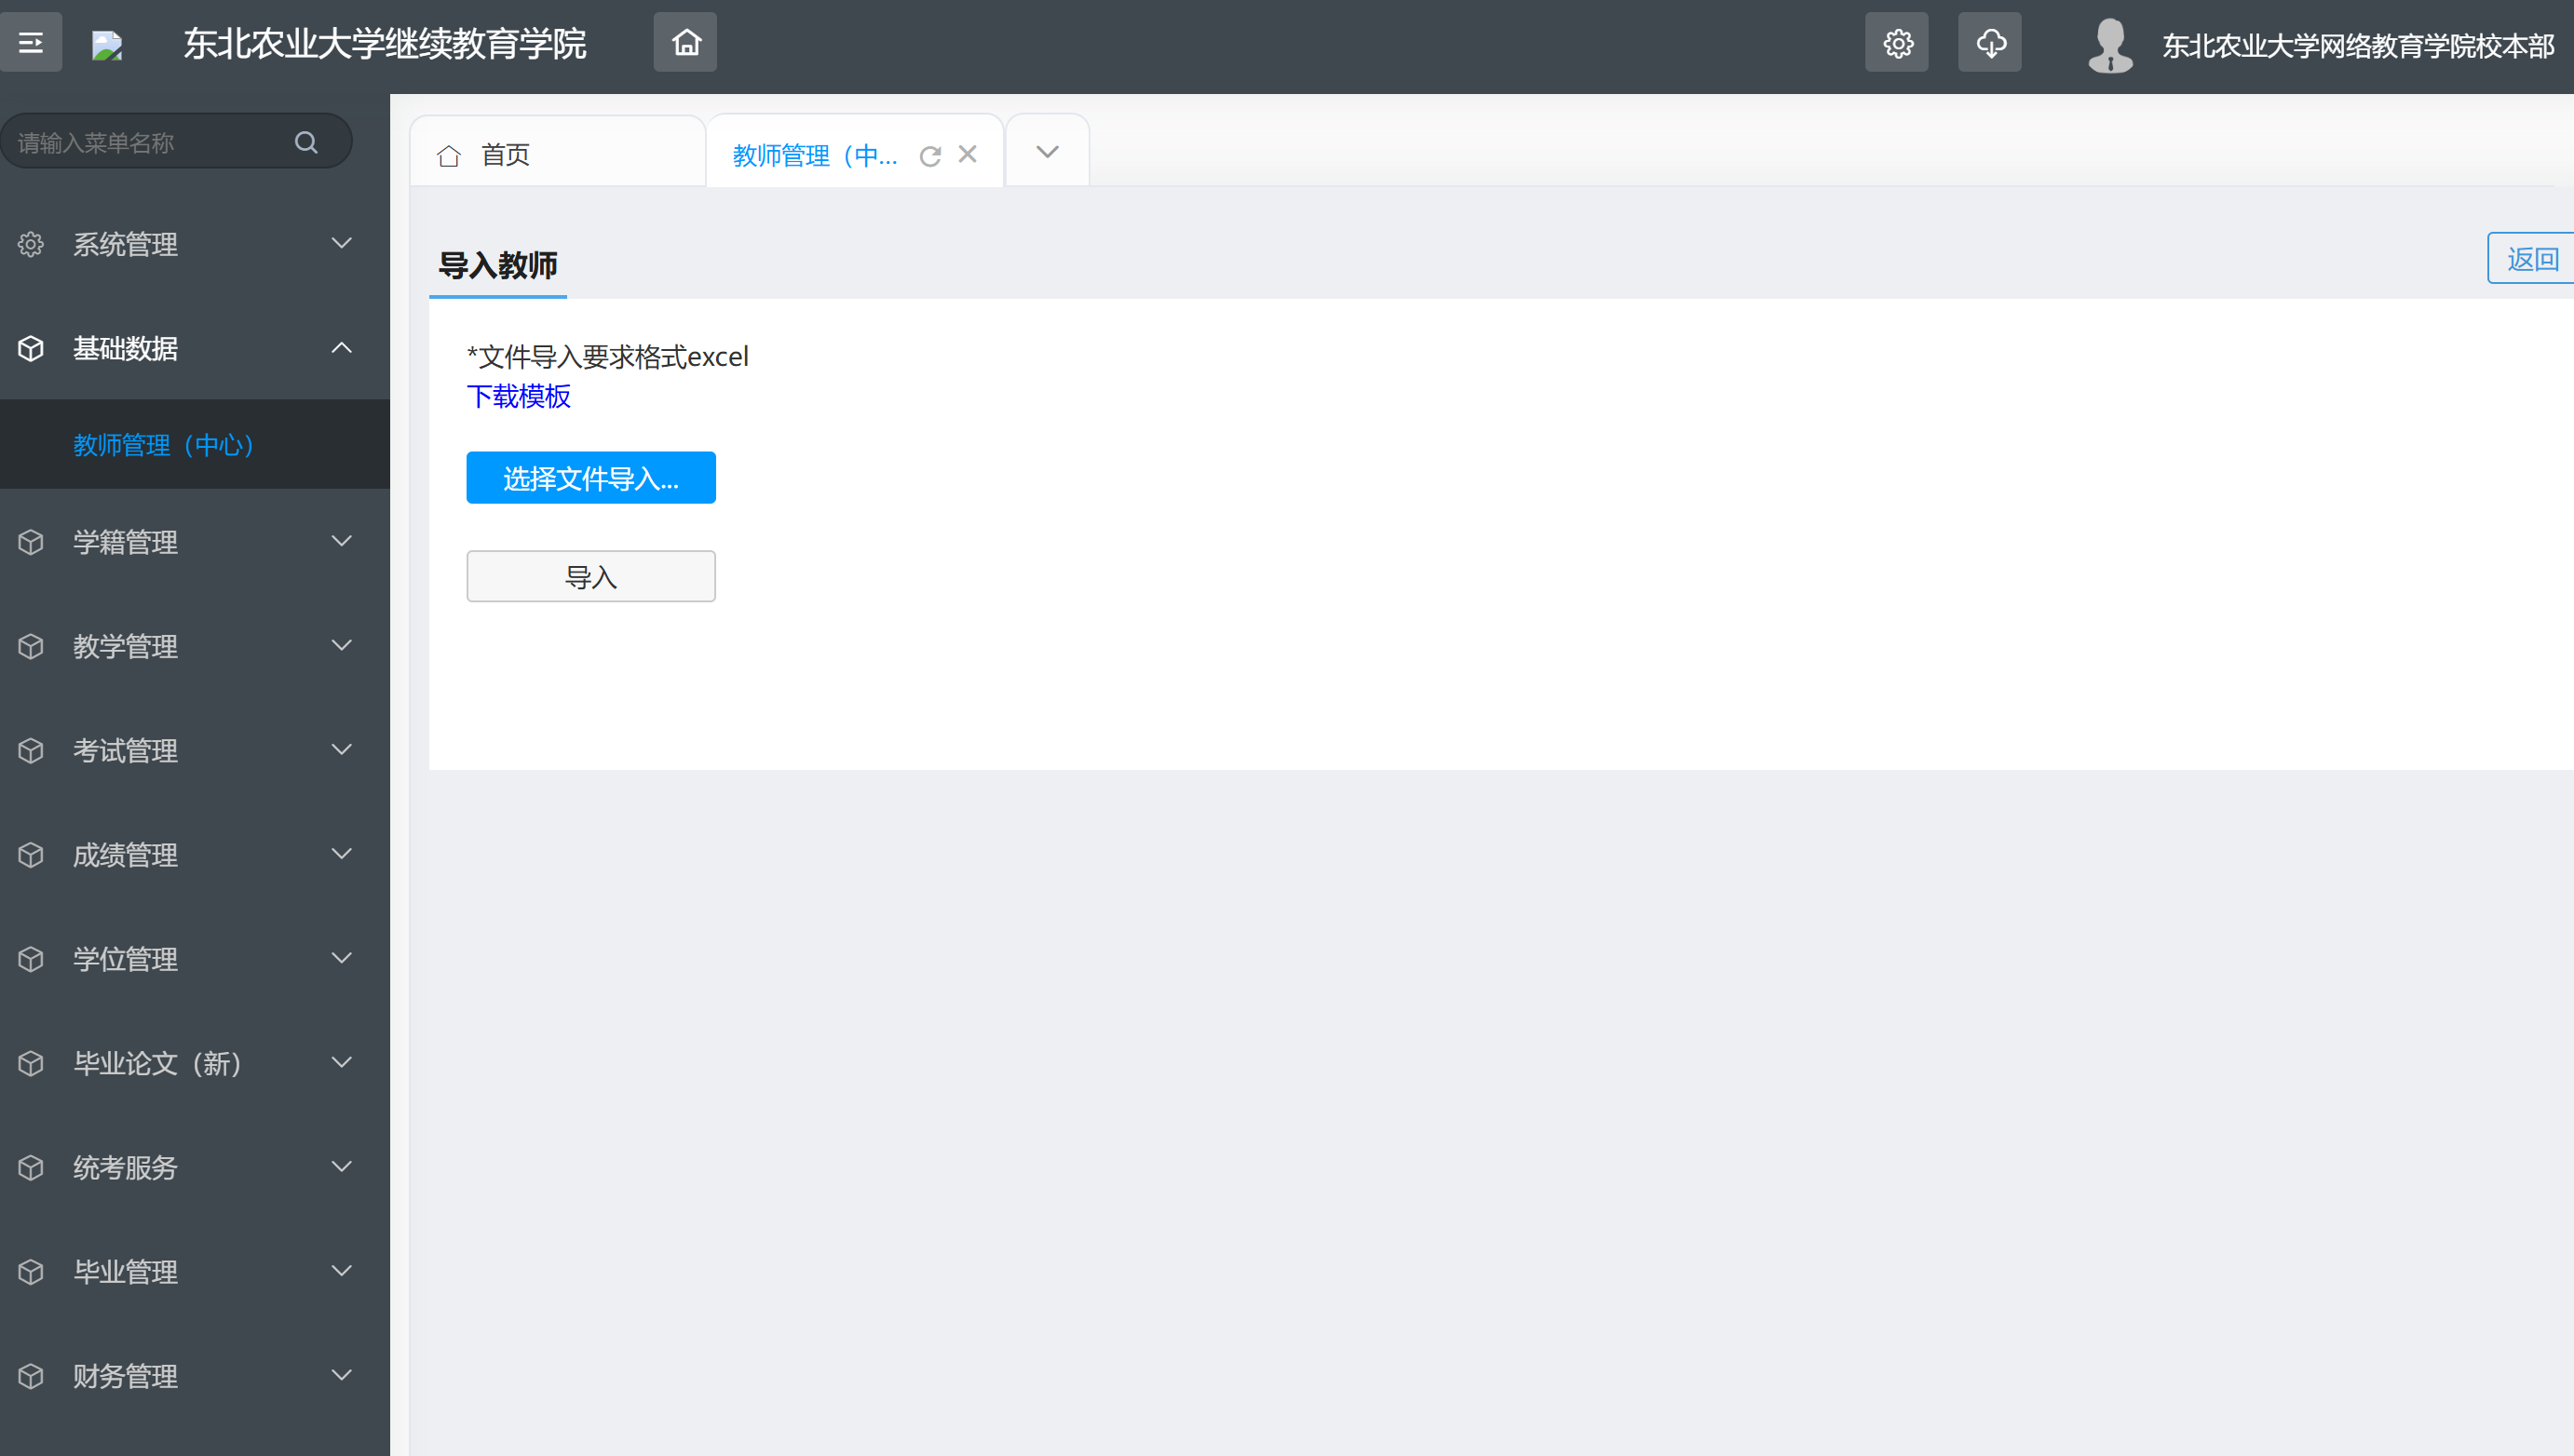 东北农业大学继续教育学院
东北农业大学网络教育学院校本部
请输入菜单名称
系统管理
基础数据
教师管理（中心）
学籍管理
教学管理
考试管理
成绩管理
学位管理
毕业论文（新）
统考服务
毕业管理
财务管理
首页
教师管理（中...
导入教师
返回
*文件导入要求格式excel
下载模板
选择文件导入...
导入